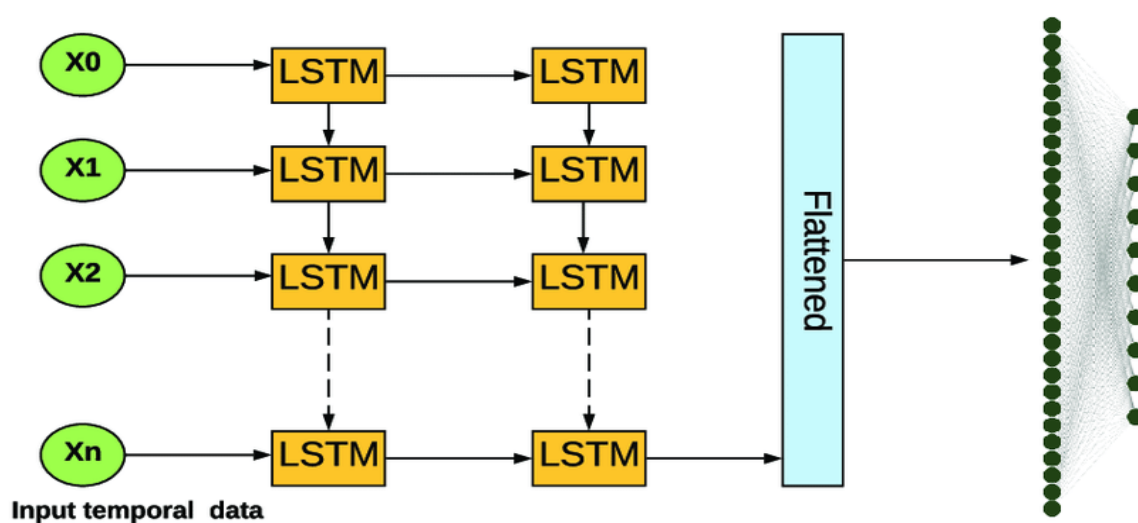 X0
LSTM
LSTM
X1
LSTM
LSTM
X2
LSTM
LSTM
Flattened
Xn
LSTM
LSTM
Input temporal  data